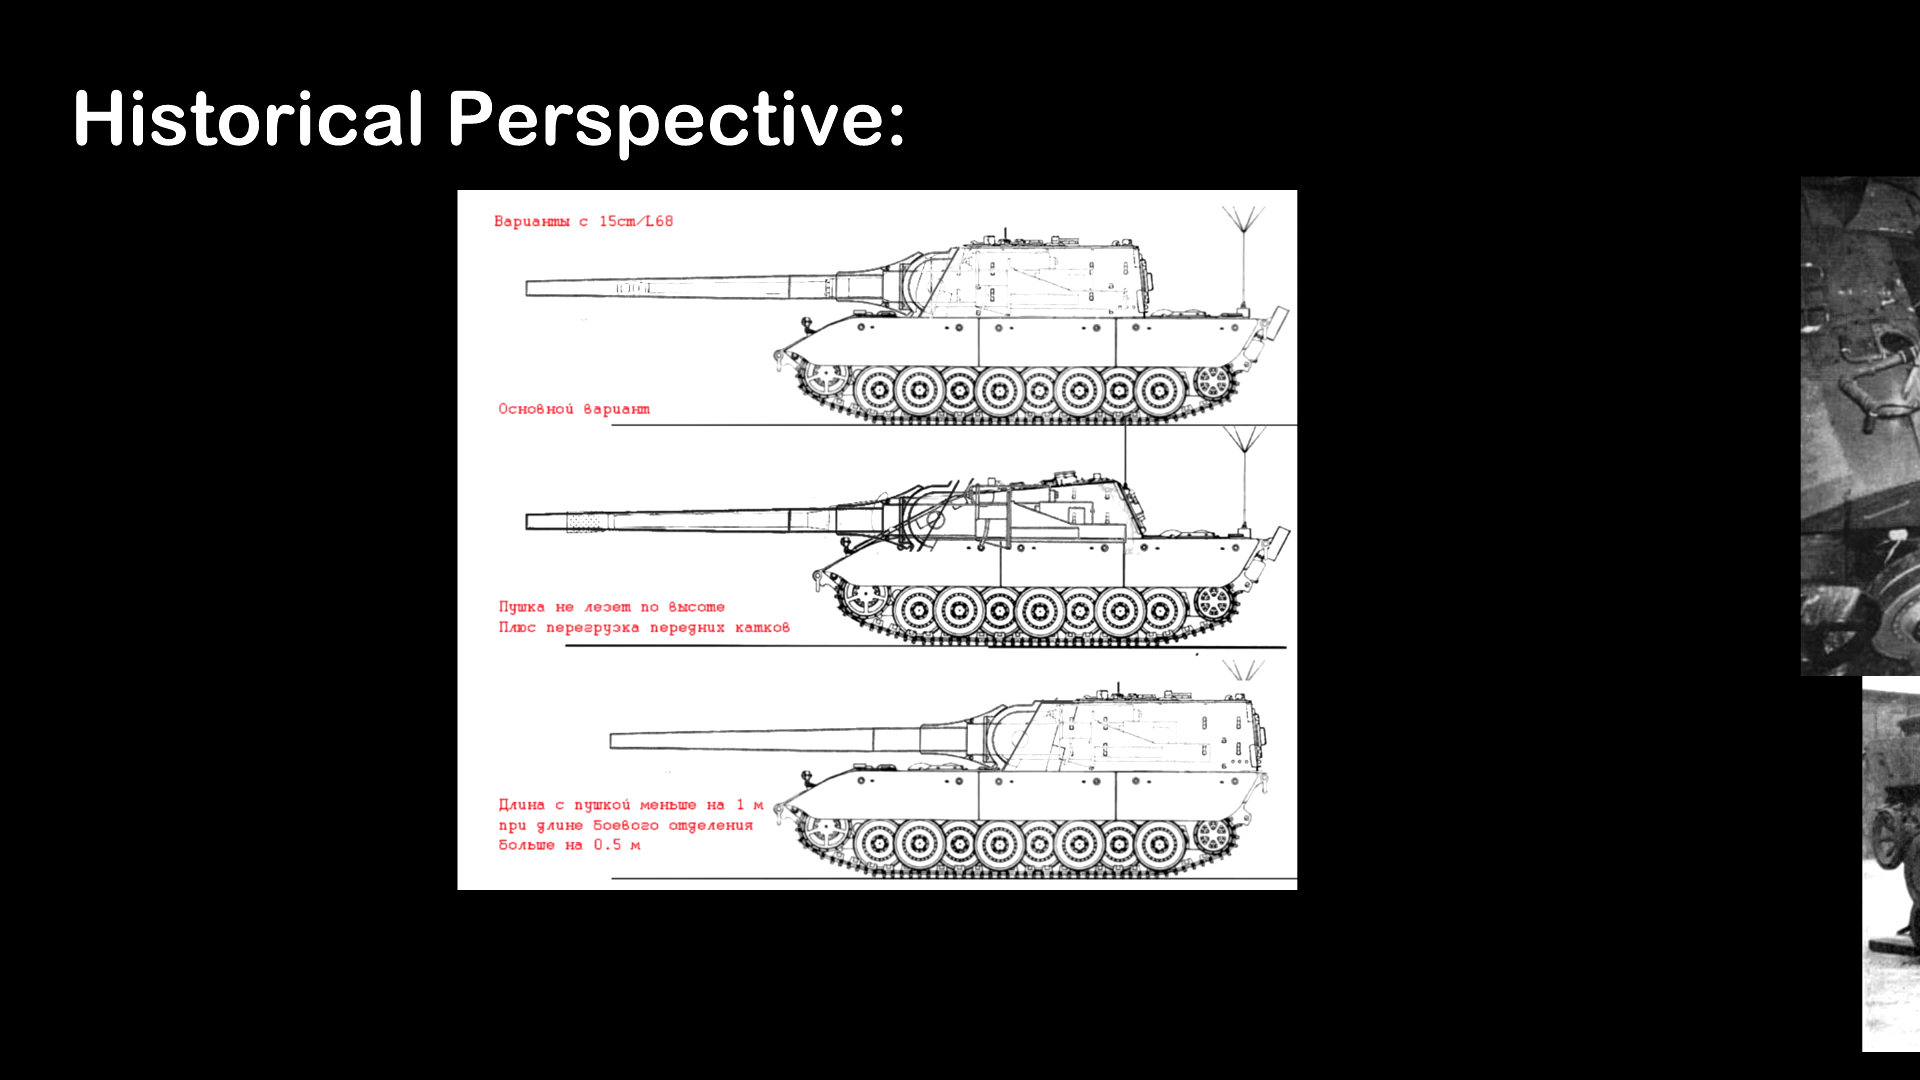 Historical Perspective:
Варианты с 15cm/L68
Основной вариант
Пушка не лезет по высоте
Плюс перегрузка передних катков
Длина с пушкой меньше на 1 м
при длине боевого отделения
больше на 0.5 м